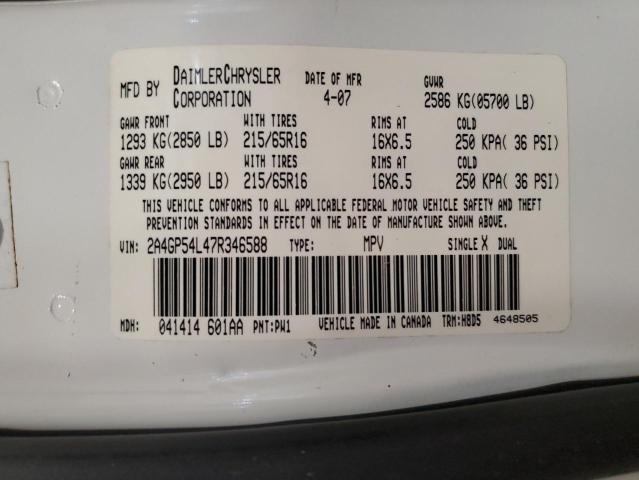 MFD BY DAIMLERCHRYSLER CORPORATION DATE OF MFR 4-07 GVWR 2586 KG(05700 LB)
GAWR FRONT WITH TIRES RIMS AT COLD
1293 KG(2850 LB) 215/65R16 16X6.5 250 KPA( 36 PSI)
GAWR REAR WITH TIRES RIMS AT COLD
1339 KG(2950 LB) 215/65R16 16X6.5 250 KPA( 36 PSI)
THIS VEHICLE CONFORMS TO ALL APPLICABLE FEDERAL MOTOR VEHICLE SAFETY AND THEFT
PREVENTION STANDARDS IN EFFECT ON THE DATE OF MANUFACTURE SHOWN ABOVE.
VIN: 2A4GP54L47R346588 TYPE: MPV SINGLE X DUAL
MDH: 041414 601AA PNT:PW1 VEHICLE MADE IN CANADA TRM:H8D5 4648505